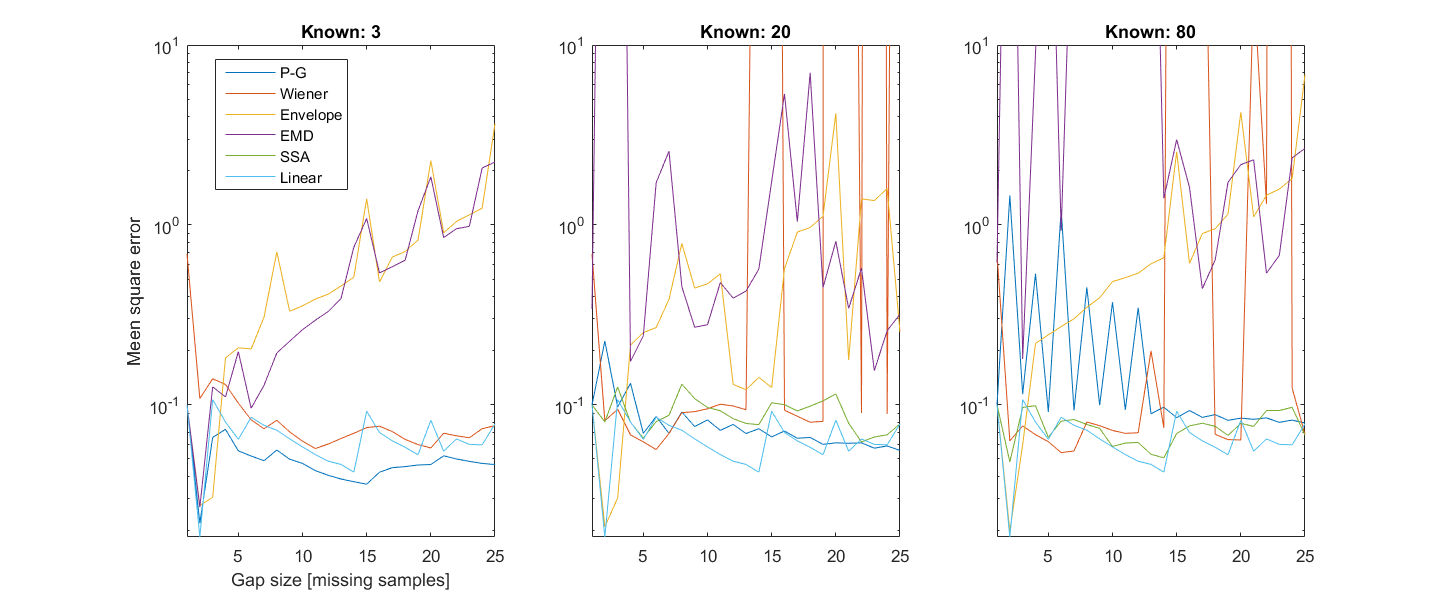 Known: 3
Known: 20
Known: 80
P-G
Wiener
Envelope
EMD
SSA
Linear
Meen square error
10^1
10^0
10^-1
5
10
15
20
25
Gap size [missing samples]
10^1
10^0
10^-1
5
10
15
20
25
10^1
10^0
10^-1
5
10
15
20
25